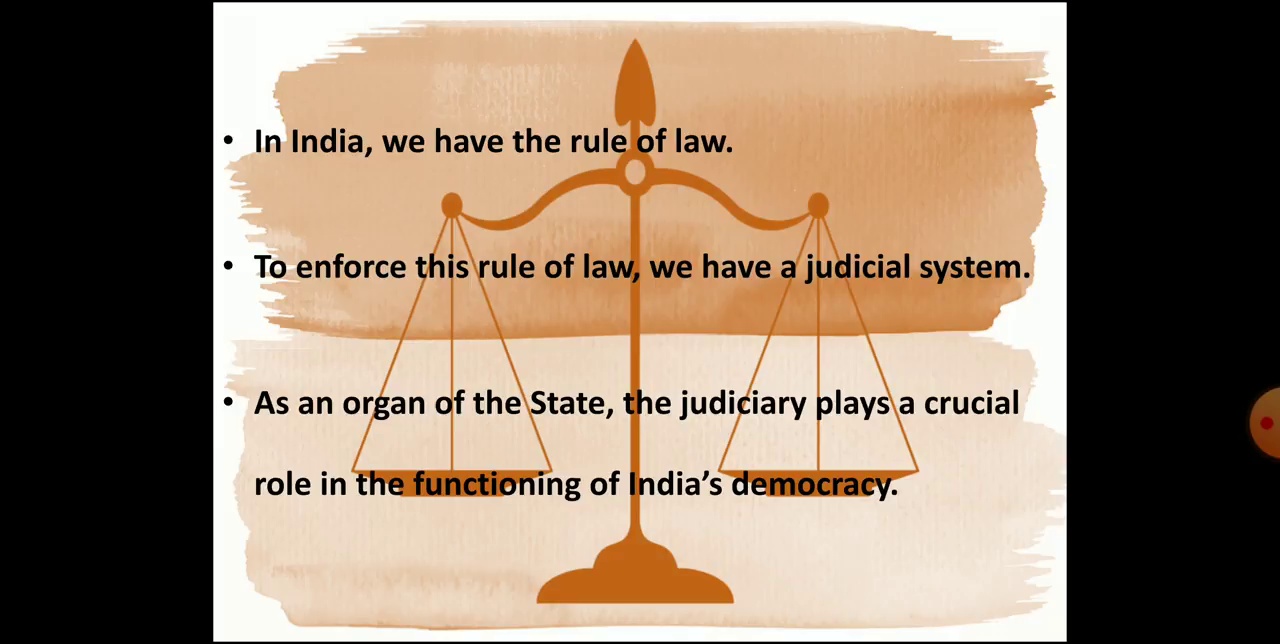 • In India, we have the rule of law.
• To enforce this rule of law, we have a judicial system.
• As an organ of the State, the judiciary plays a crucial
role in the functioning of India’s democracy.